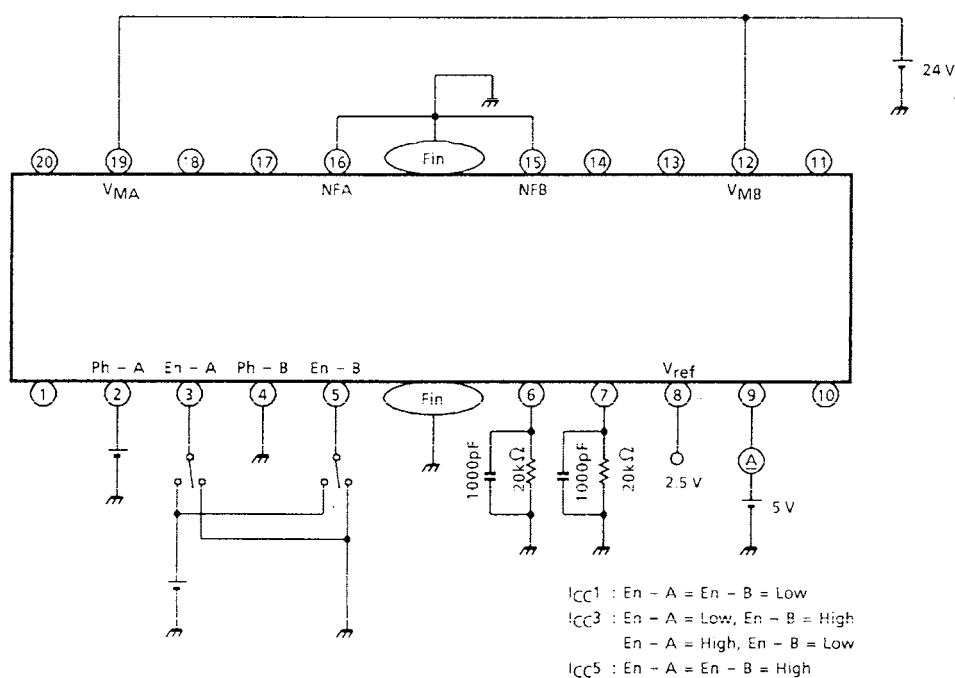 24 V
20 19 18 17 16 Fin 15 14 13 12 11
VMA NFA NFB VMB
Ph – A En – A Ph – B En – B Vref
1 2 3 4 5 Fin 6 7 8 9 10
1000pF 20kΩ 1000pF 20kΩ 2.5 V A
5 V
ICC1 : En – A = En – B = Low
ICC3 : En – A = Low, En – B = High
En – A = High, En – B = Low
ICC5 : En – A = En – B = High